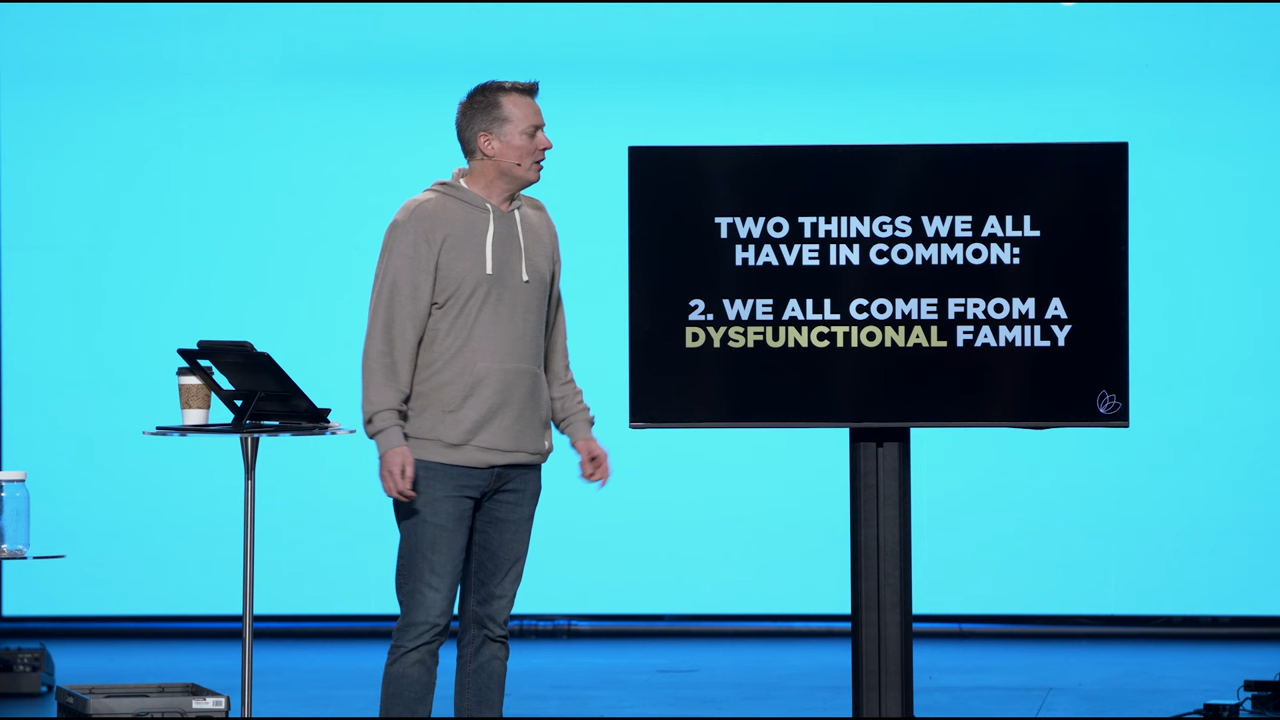 TWO THINGS WE ALL
HAVE IN COMMON:
2. WE ALL COME FROM A
DYSFUNCTIONAL FAMILY